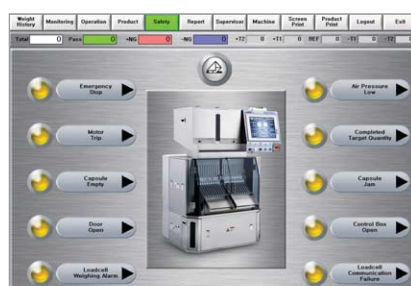 Weight History Monitoring Operation Product Safety Report Supervisor Machine Screen Print Product Print Logout Exit
Total 0 Pass 0 +NG 0 -NG 0 +T2 0 +T1 0 REF 0 -T1 0 -T2
Emergency Stop
Air Pressure Low
Motor Trip
Completed Target Quantity
Capsule Empty
Capsule Jam
Door Open
Control Box Open
Loadcell Weighing Alarm
Loadcell Communication Failure